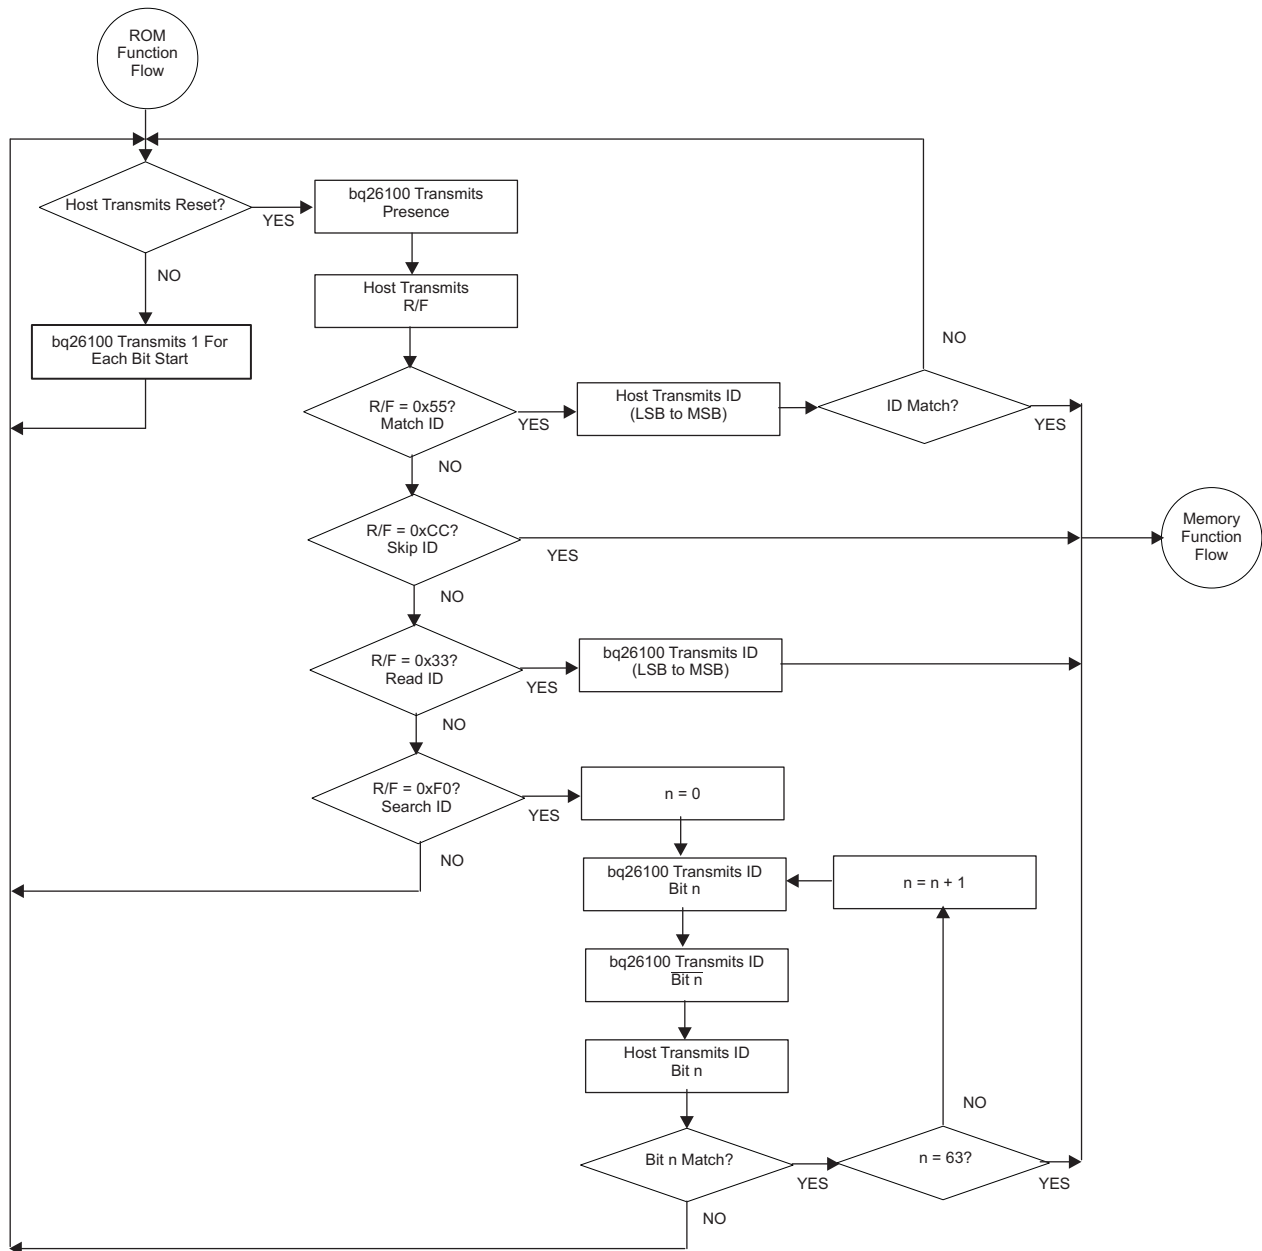 ROM
Function
Flow
Host Transmits Reset?
YES
bq26100 Transmits
Presence
NO
Host Transmits
R/F
bq26100 Transmits 1 For
Each Bit Start
NO
R/F = 0x55?
Match ID
YES
Host Transmits ID
(LSB to MSB)
ID Match?
YES
NO
R/F = 0xCC?
Skip ID
YES
Memory
Function
Flow
NO
R/F = 0x33?
Read ID
YES
bq26100 Transmits ID
(LSB to MSB)
NO
R/F = 0xF0?
Search ID
YES
n = 0
NO
bq26100 Transmits ID
Bit n
n = n + 1
bq26100 Transmits ID
B̅i̅t̅ ̅n̅
Host Transmits ID
Bit n
NO
Bit n Match?
YES
n = 63?
YES
NO